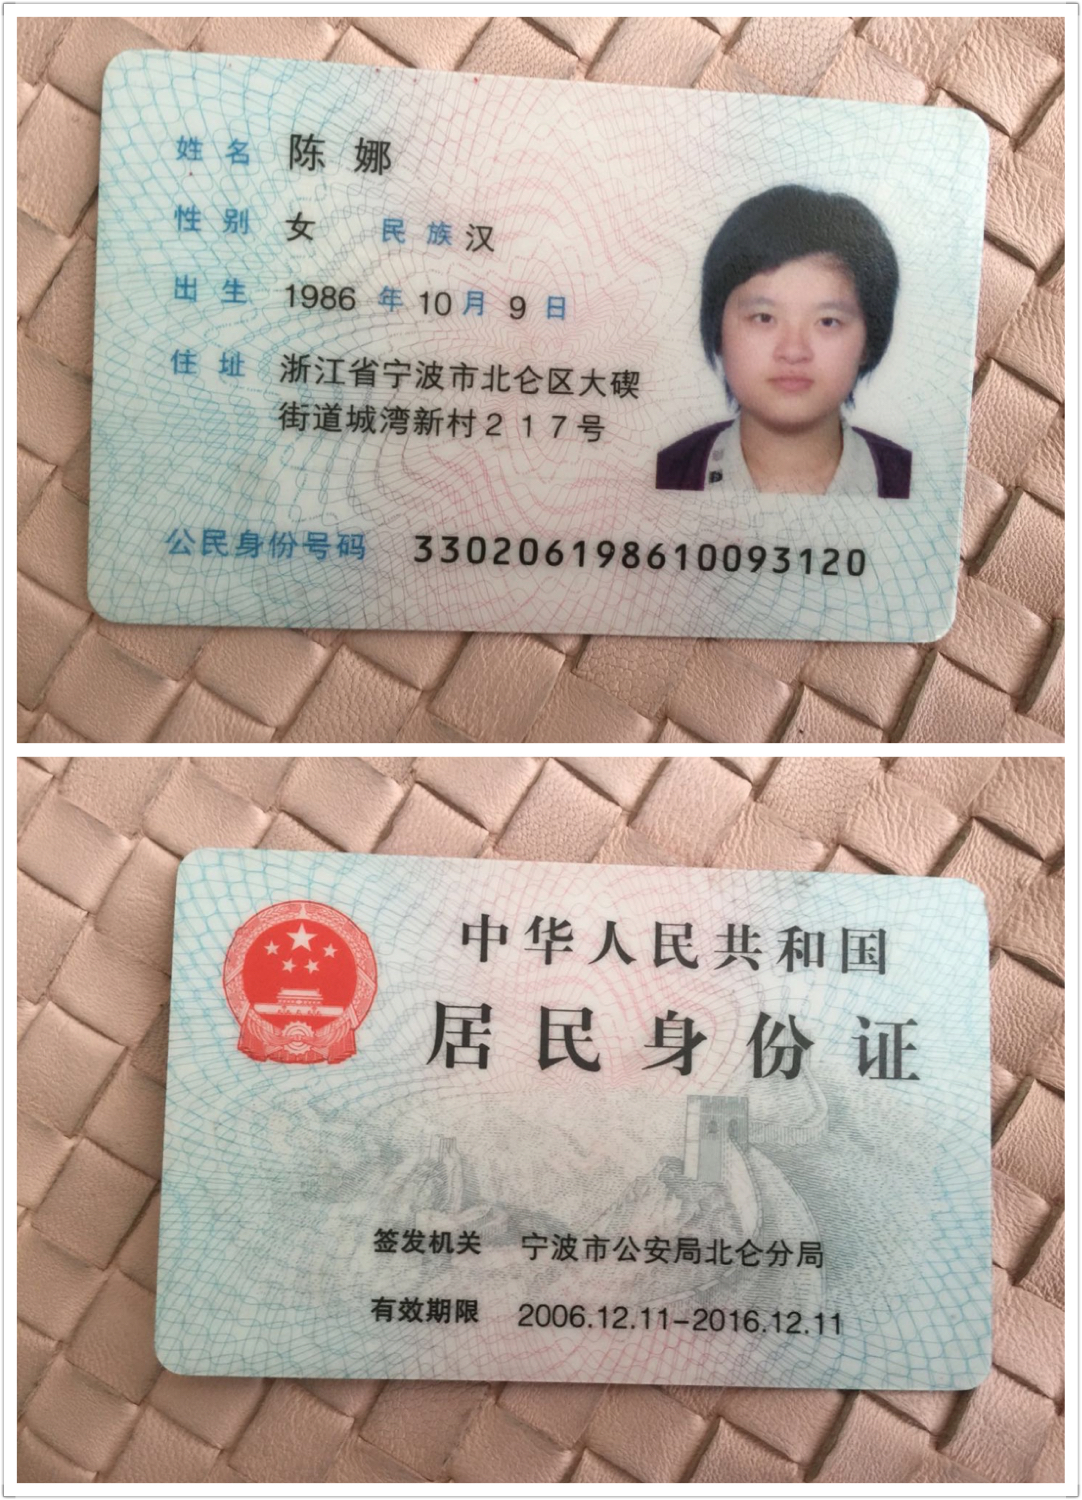 姓名 陈娜
性别 女 民族 汉
出生 1986 年 10 月 9 日
住址 浙江省宁波市北仑区大碶
街道城湾新村217号
公民身份号码 330206198610093120
中华人民共和国
居民身份证
签发机关 宁波市公安局北仑分局
有效期限 2006.12.11-2016.12.11